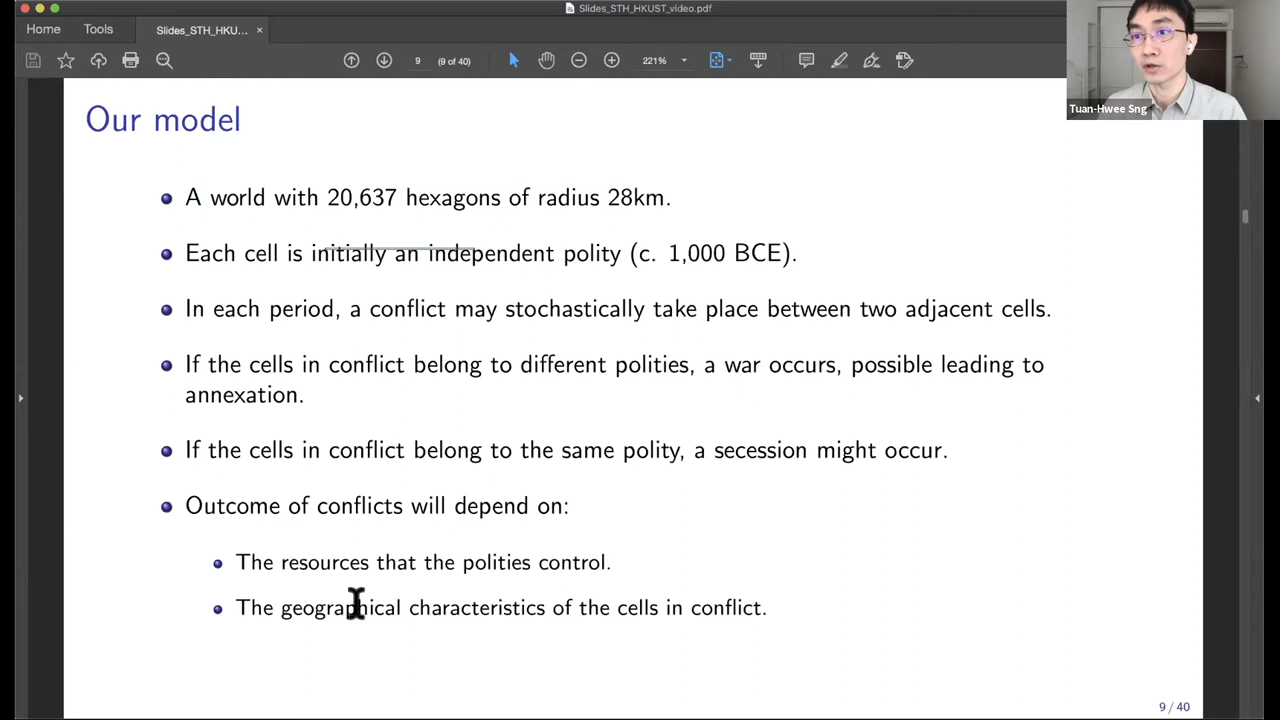 Slides_STH_HKUST_video.pdf
Home Tools Slides_STH_HKU... ×
9 (9 of 40) 221%
Tuan-Hwee Sng
Our model
A world with 20,637 hexagons of radius 28km.
Each cell is initially an independent polity (c. 1,000 BCE).
In each period, a conflict may stochastically take place between two adjacent cells.
If the cells in conflict belong to different polities, a war occurs, possible leading to
annexation.
If the cells in conflict belong to the same polity, a secession might occur.
Outcome of conflicts will depend on:
The resources that the polities control.
The geographical characteristics of the cells in conflict.
9 / 40